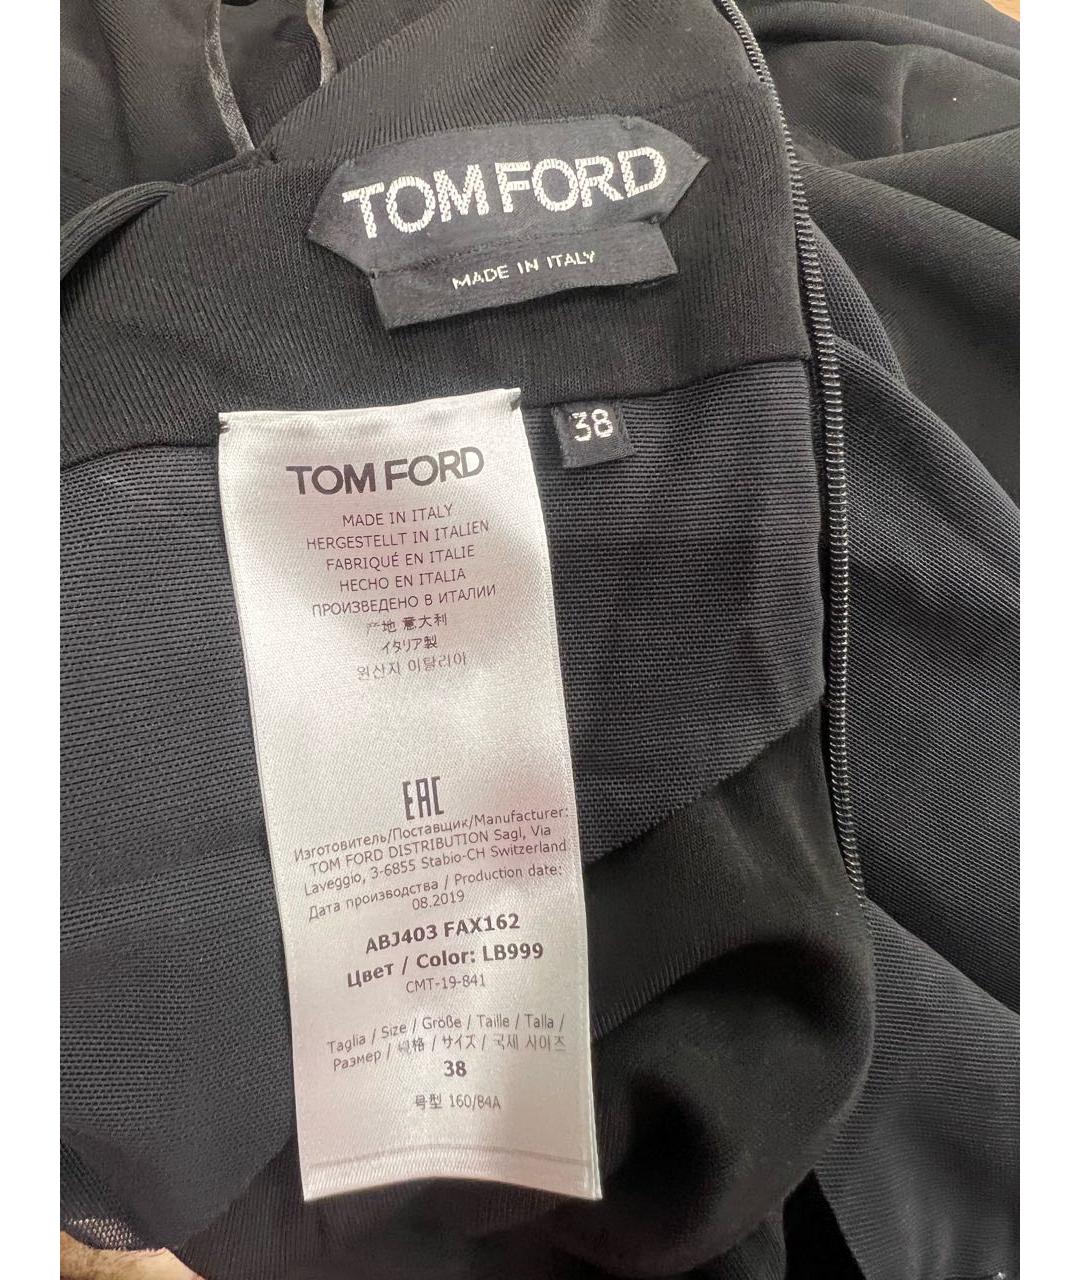 TOM FORD
MADE IN ITALY
38
TOM FORD
MADE IN ITALY
HERGESTELLT IN ITALIEN
FABRIQUÉ EN ITALIE
HECHO EN ITALIA
ПРОИЗВЕДЕНО В ИТАЛИИ
产地 意大利
イタリア製
원산지 이탈리아
EAC
Изготовитель/Поставщик/Manufacturer:
TOM FORD DISTRIBUTION Sagl, Via
Laveggio, 3-6855 Stabio-CH Switzerland
Дата производства / Production date:
08.2019
ABJ403 FAX162
Цвет / Color: LB999
CMT-19-841
Taglia / Size / Größe / Taille / Talla /
Размер / 规格 / サイズ / 국제 사이즈
38
号型 160/84A